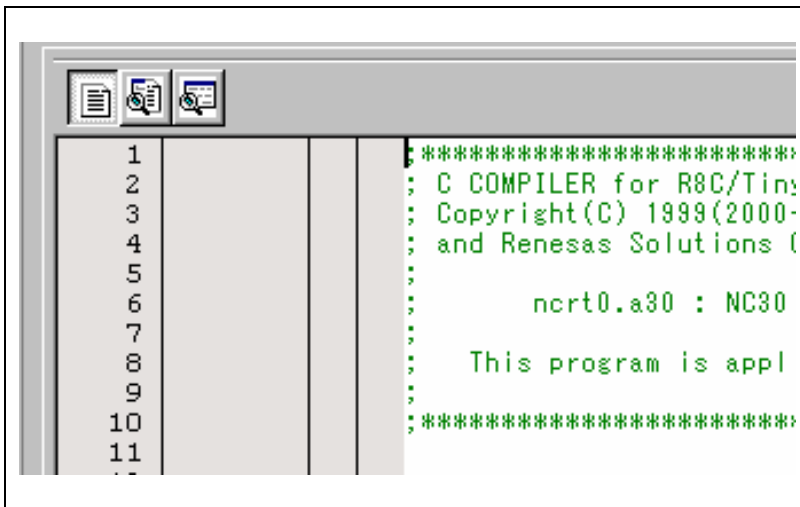 1 ;************************
2 ; C COMPILER for R8C/Tiny
3 ; Copyright(C) 1999(2000-
4 ; and Renesas Solutions
5 ;
6 ; ncrt0.a30 : NC30
7 ;
8 ; This program is appl
9 ;
10 ;************************
11